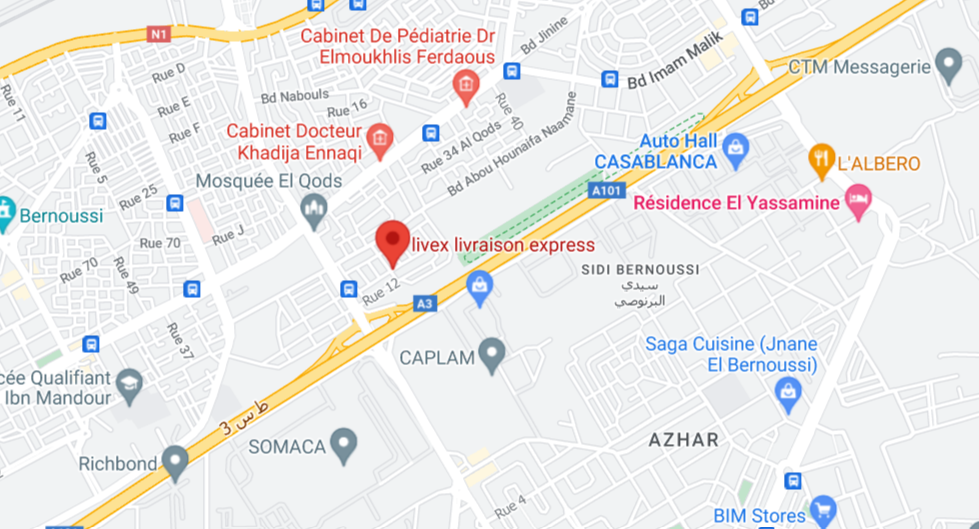 N1
Cabinet De Pédiatrie Dr
Elmoukhlis Ferdaous
Bd Jinine
Bd Imam Malik
CTM Messagerie
Rue D
Rue 11
Rue E
Bd Nabouls
Rue 16
Rue 40
Rue F
Cabinet Docteur
Khadija Ennaqi
Rue 34 Al Qods
Bd Abou Hounaifa Naamane
Auto Hall
CASABLANCA
L'ALBERO
Rue 5
Rue 25
Mosquée El Qods
A101
Résidence El Yassamine
Bernoussi
Rue J
Rue 70
livex livraison express
Rue 70
Rue 49
Rue 12
SIDI BERNOUSSI
سيدي
البرنوصي
A3
Rue 37
CAPLAM
Saga Cuisine (Jnane
El Bernoussi)
cée Qualifiant
Ibn Mandour
ط س 3
AZHAR
SOMACA
Richbond
Rue 4
BIM Stores